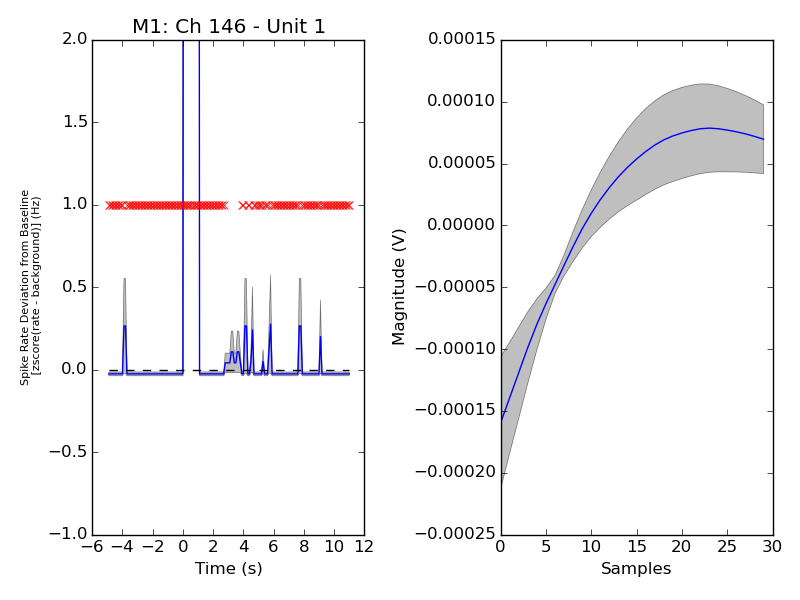 M1: Ch 146 - Unit 1
2.0
1.5
1.0
0.5
0.0
−0.5
−1.0
−6 −4 −2 0 2 4 6 8 10 12
Time (s)
Spike Rate Deviation from Baseline
[zscore(rate - background)] (Hz)
0.00015
0.00010
0.00005
0.00000
−0.00005
−0.00010
−0.00015
−0.00020
−0.00025
0 5 10 15 20 25 30
Samples
Magnitude (V)